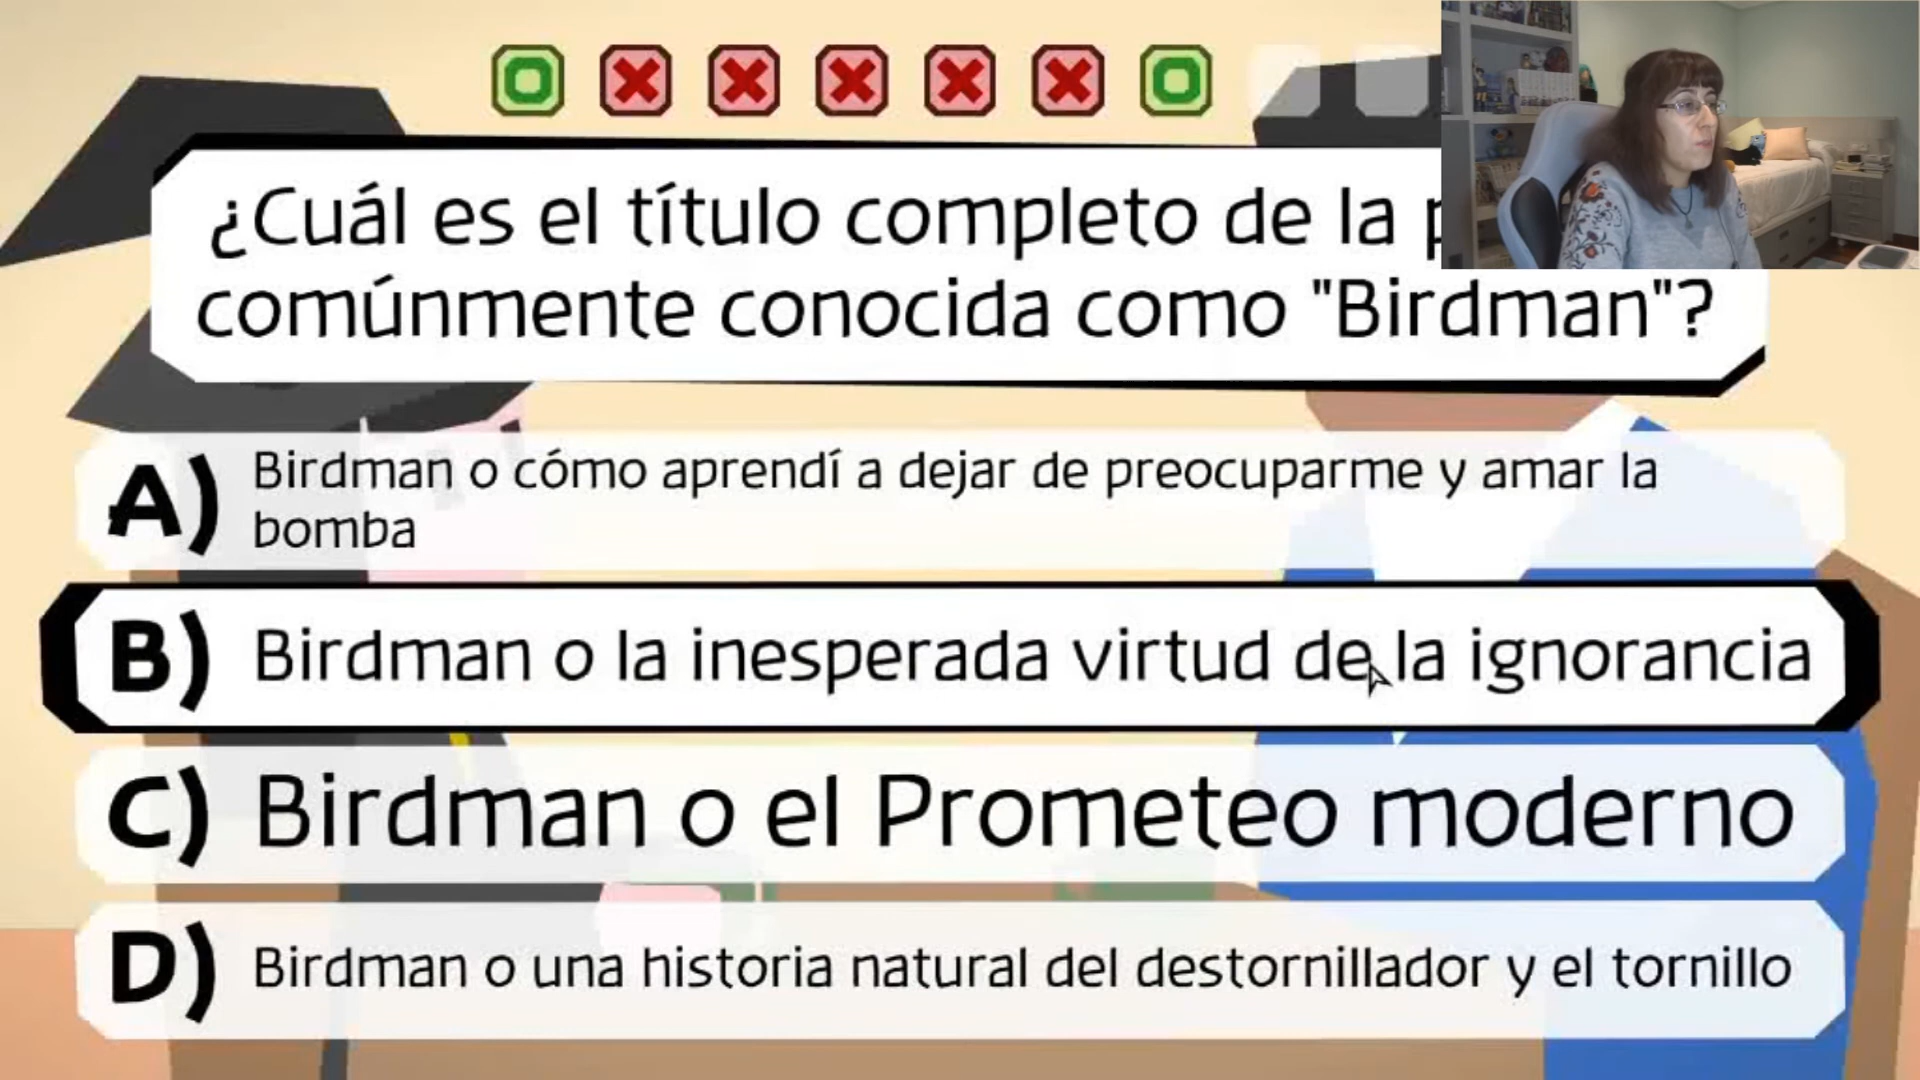 ¿Cuál es el título completo de la
comúnmente conocida como "Birdman"?
A) Birdman o cómo aprendí a dejar de preocuparme y amar la
bomba
B) Birdman o la inesperada virtud de la ignorancia
C) Birdman o el Prometeo moderno
D) Birdman o una historia natural del destornillador y el tornillo